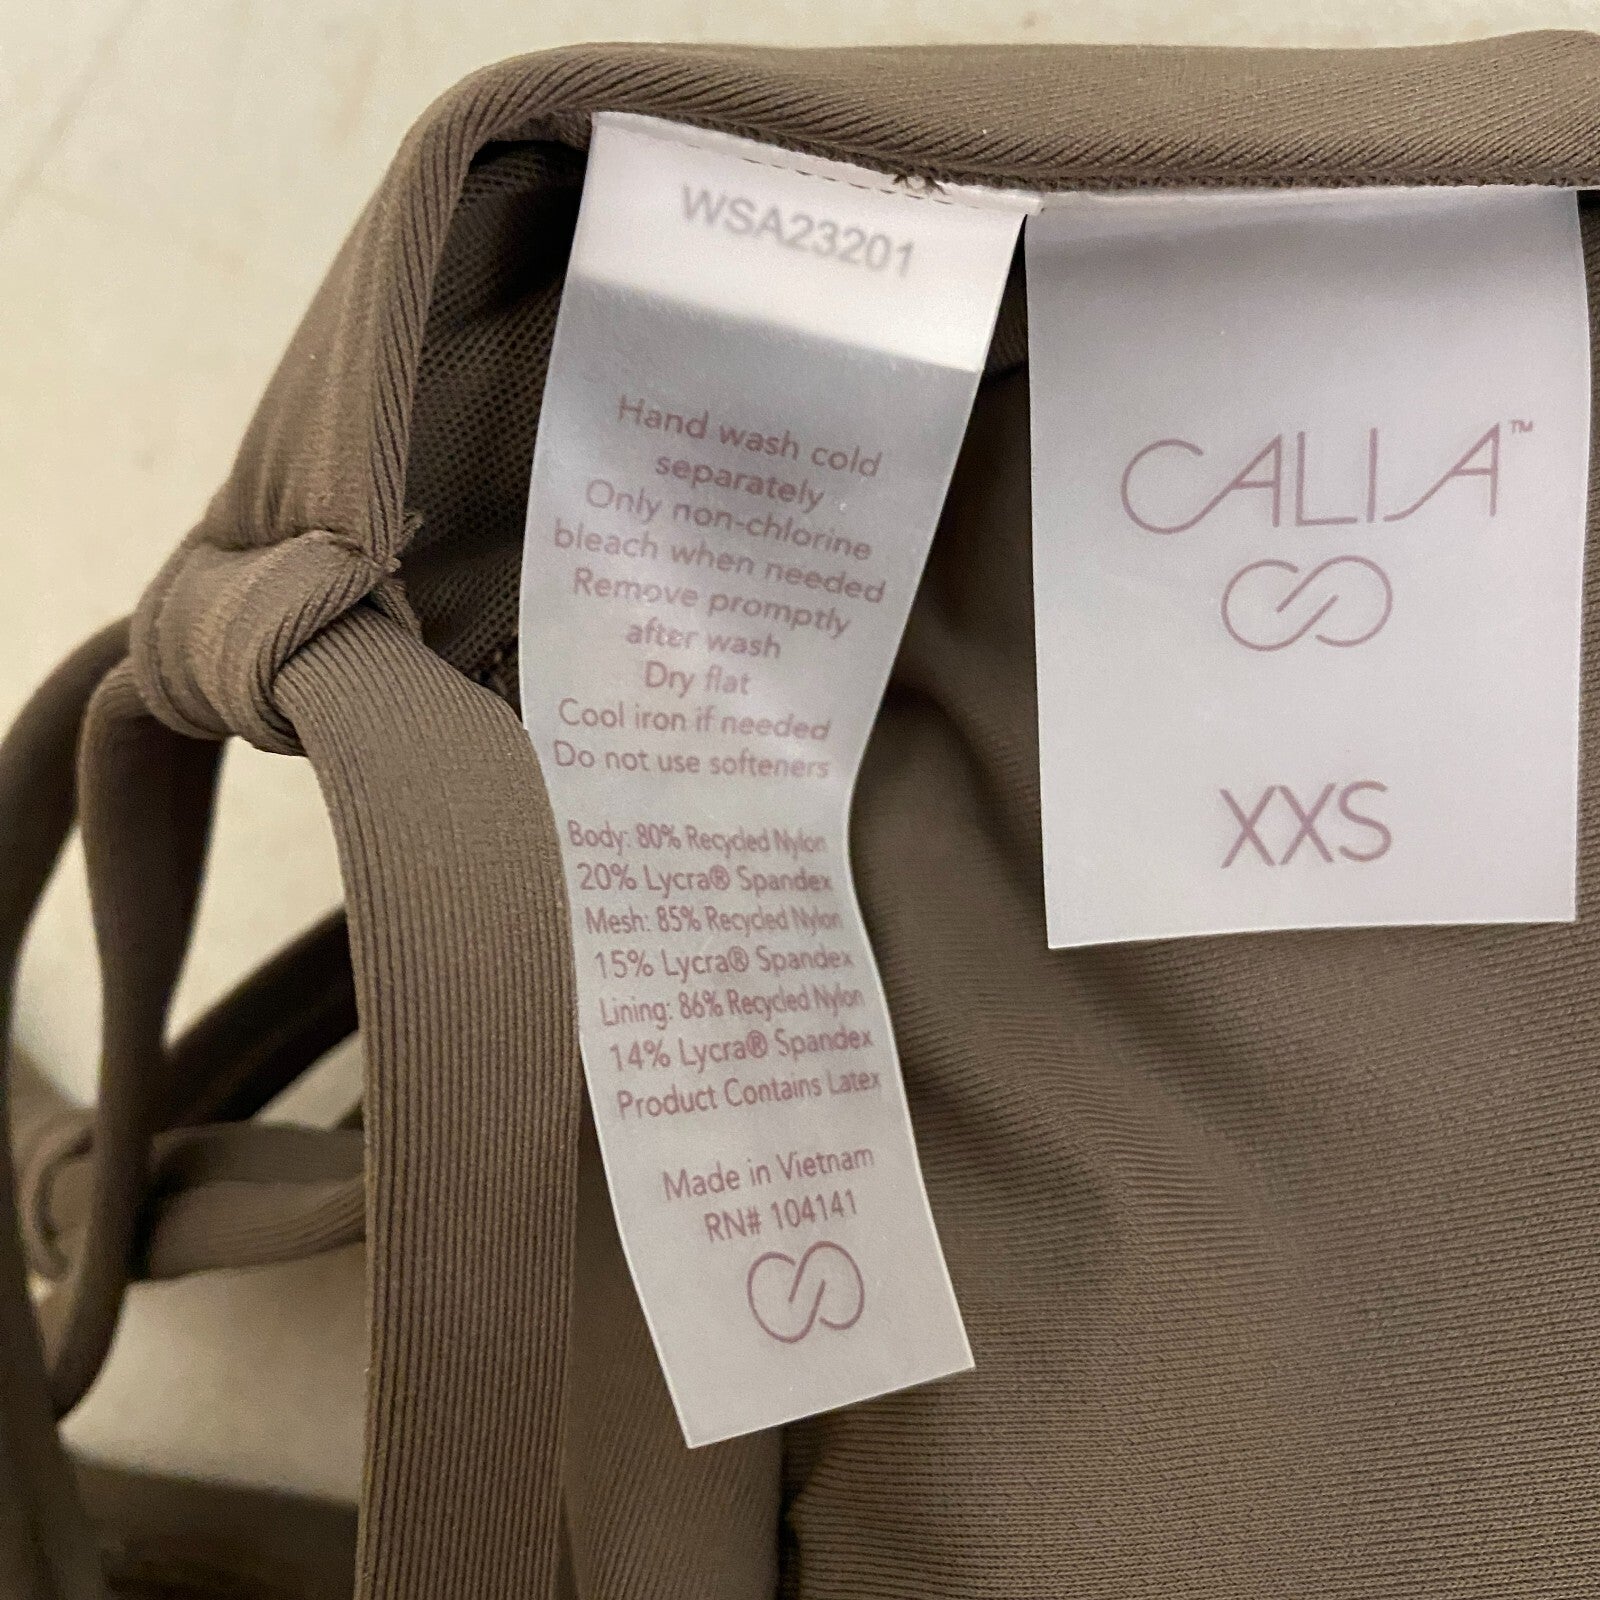 WSA23201
Hand wash cold
separately
Only non-chlorine
bleach when needed
Remove promptly
after wash
Dry flat
Cool iron if needed
Do not use softeners
Body: 80% Recycled Nylon
20% Lycra® Spandex
Mesh: 85% Recycled Nylon
15% Lycra® Spandex
Lining: 86% Recycled Nylon
14% Lycra® Spandex
Product Contains Latex
Made in Vietnam
RN# 104141
CALIA™
XXS